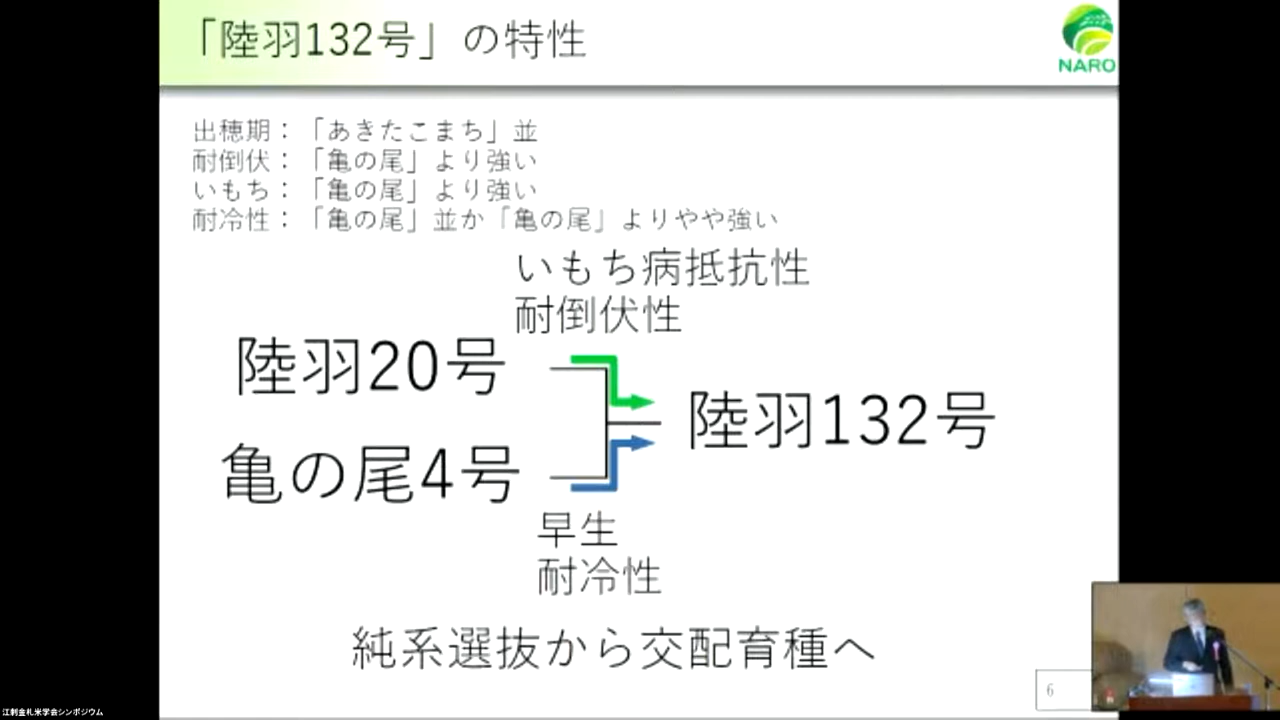 「陸羽132号」の特性
NARO
出穂期：「あきたこまち」並
耐倒伏：「亀の尾」より強い
いもち：「亀の尾」より強い
耐冷性：「亀の尾」並か「亀の尾」よりやや強い
いもち病抵抗性
耐倒伏性
陸羽20号
陸羽132号
亀の尾4号
早生
耐冷性
純系選抜から交配育種へ
6
江刺金札米学会シンポジウム